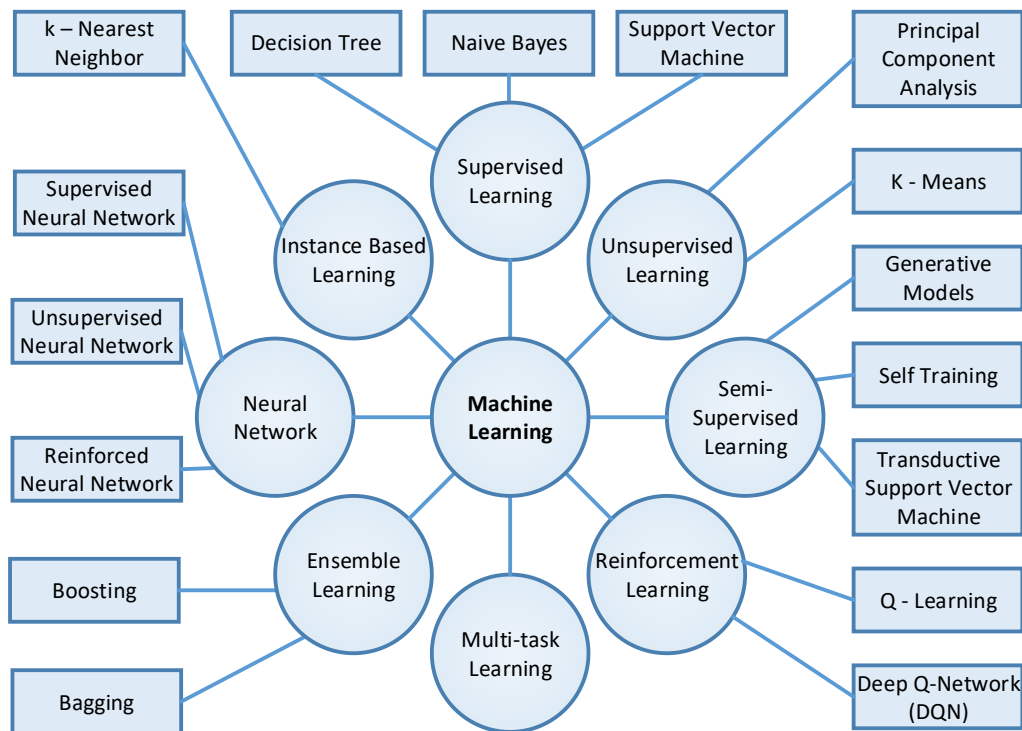 k – Nearest
Neighbor
Decision Tree
Naive Bayes
Support Vector
Machine
Principal
Component
Analysis
Supervised
Learning
Supervised
Neural Network
K - Means
Instance Based
Learning
Unsupervised
Learning
Generative
Models
Unsupervised
Neural Network
Self Training
Neural
Network
Machine
Learning
Semi-
Supervised
Learning
Reinforced
Neural Network
Transductive
Support Vector
Machine
Ensemble
Learning
Reinforcement
Learning
Boosting
Q - Learning
Multi-task
Learning
Bagging
Deep Q-Network
(DQN)